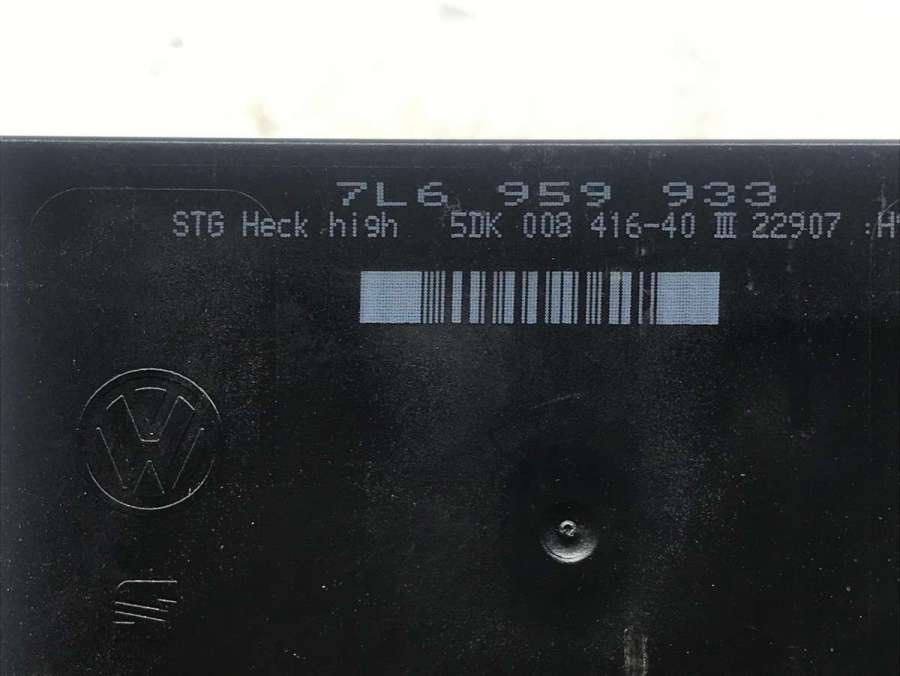 7L6 959 933
STG Heck high 5DK 008 416-40 III 22907